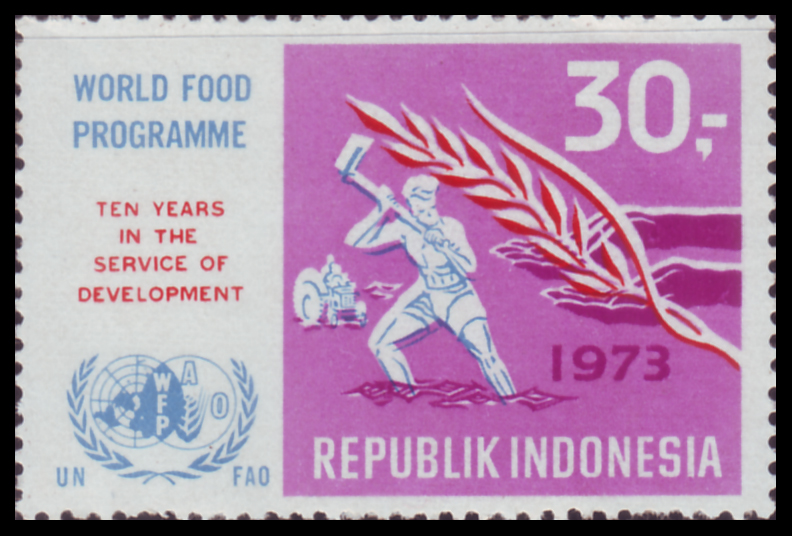 WORLD FOOD
PROGRAMME
TEN YEARS
IN THE
SERVICE OF
DEVELOPMENT
WFP
A
O
UN
FAO
30,-
1973
REPUBLIK INDONESIA